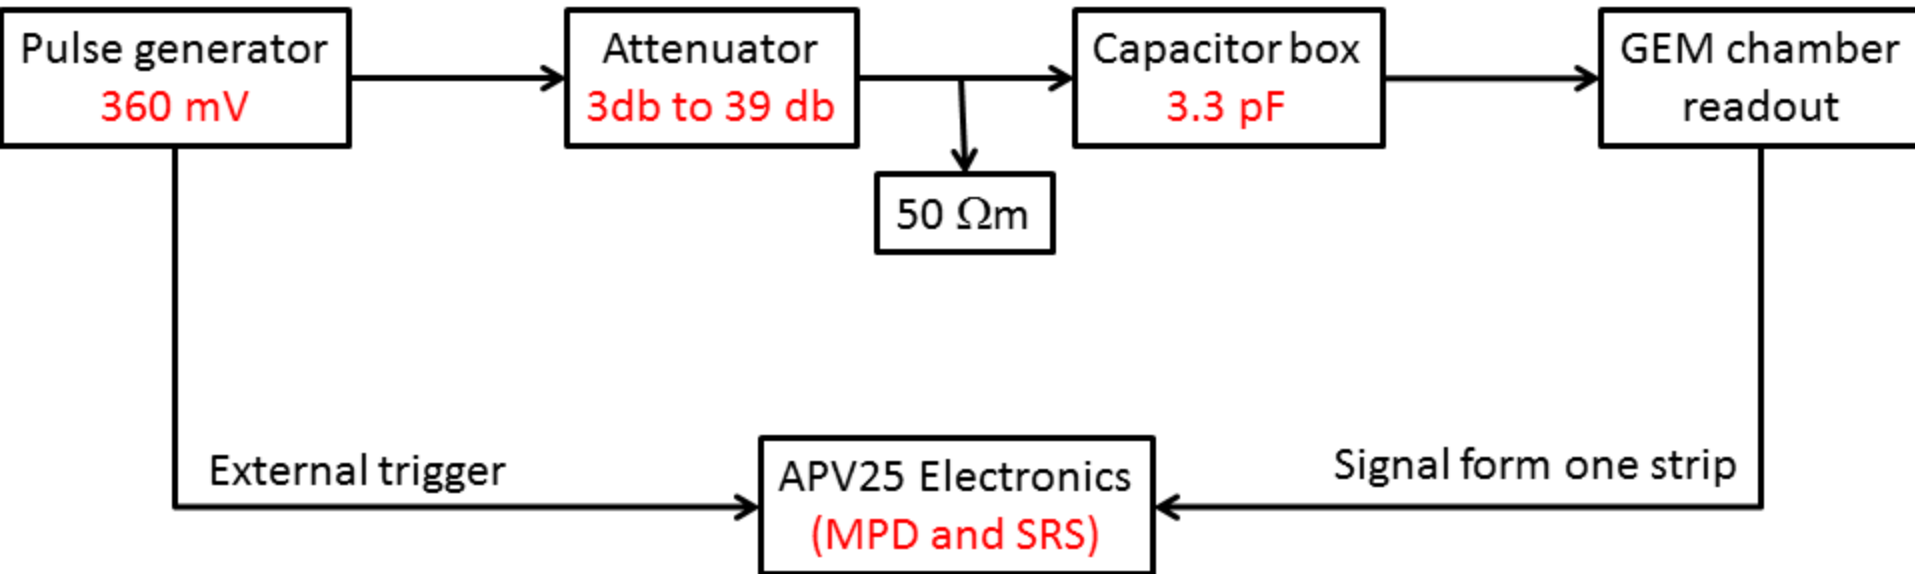 Pulse generator
360 mV
Attenuator
3db to 39 db
Capacitor box
3.3 pF
GEM chamber
readout
50 Ωm
External trigger
APV25 Electronics
(MPD and SRS)
Signal form one strip